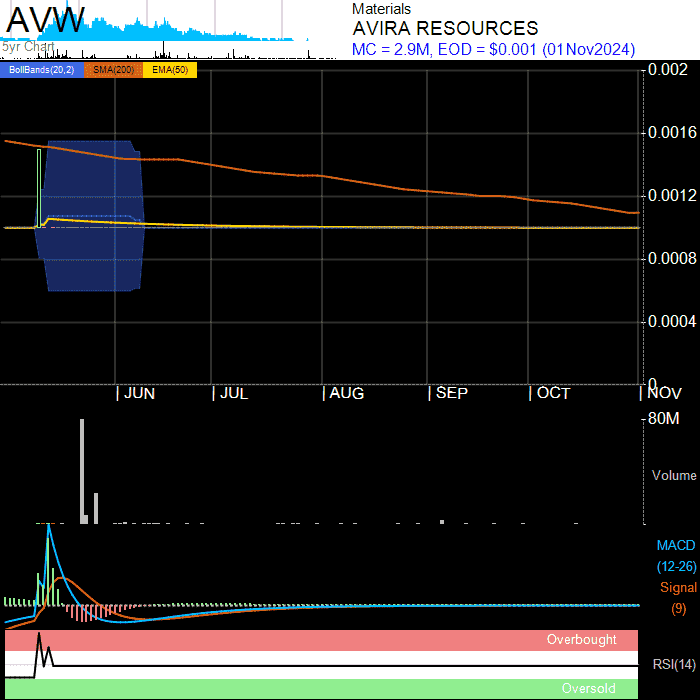 AVW
5yr Chart
Materials
AVIRA RESOURCES
MC = 2.9M, EOD = $0.001 (01Nov2024)
BollBands(20,2) SMA(200) EMA(50)
0.002
0.0016
0.0012
0.0008
0.0004
0
JUN JUL AUG SEP OCT NOV
80M
Volume
MACD
(12-26)
Signal
(9)
Overbought
RSI(14)
Oversold